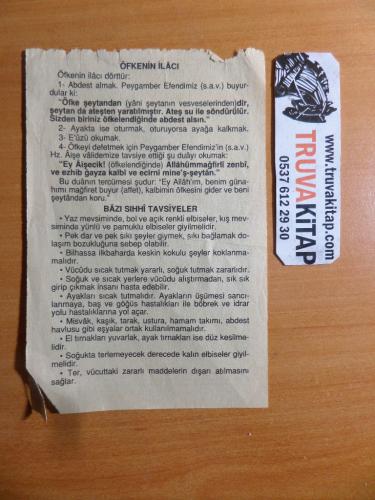 ÖFKENİN İLÂCI
Öfkenin ilâcı dörttür:
1- Abdest almak. Peygamber Efendimiz (s.a.v.) buyur-
dular ki:
"Öfke şeytandan (yâni şeytanın vesveselerinden)dir,
şeytan da ateşten yaratılmıştır. Ateş su ile söndürülür.
Sizden biriniz öfkelendiğinde abdest alsın."
2- Ayakta ise oturmak, oturuyorsa ayağa kalkmak.
3- E'ûzü okumak.
4- Öfkeyi defetmek için Peygamber Efendimiz'in (s.a.v.)
Hz. Âişe vâlidemize tavsiye ettiği şu duâyı okumak:
"Ey Âişecik! (öfkelendiğinde) Allâhümmağfirlî zenbî,
ve ezhib ğayza kalbî ve ecirnî mine'ş-şeytân."
Bu duânın tercümesi şudur: "Ey Allâh'ım, benim güna-
hımı mağfiret buyur (affet), kalbimin öfkesini gider ve beni
şeytândan koru."
BÂZI SIHHÎ TAVSİYELER
• Yaz mevsiminde, bol ve açık renkli elbiseler, kış mev-
siminde yünlü ve pamuklu elbiseler giyilmelidir.
• Pek dar ve pek sıkı şeyler giymek, sıkı bağlamak do-
laşım bozukluğuna sebep olabilir.
• Bilhassa ilkbaharda keskin kokulu şeyler koklanma-
malıdır.
• Vücûdu sıcak tutmak yararlı, soğuk tutmak zararlıdır.
• Soğuk ve sıcak yerlere vücûdu alıştırmadan, sık sık
girip çıkmak insanı hasta edebilir.
• Ayakları sıcak tutmalıdır. Ayakların üşümesi sancı-
lanmaya, baş ve göğüs hastalıkları ile böbrek ve idrar
yolu hastalıklarına yol açar.
• Misvâk, kaşık, tarak, ustura, hamam takımı, abdest
havlusu gibi eşyalar ortak kullanılmamalıdır.
• El tırnakları yuvarlak, ayak tırnakları ise düz kesilme-
lidir.
• Soğukta terlemeyecek derecede kalın elbiseler giyil-
melidir.
• Ter, vücuttaki zararlı maddelerin dışarı atılmasını
sağlar.
www.truvakitap.com
TRUVAKİTAP
0537 612 29 30